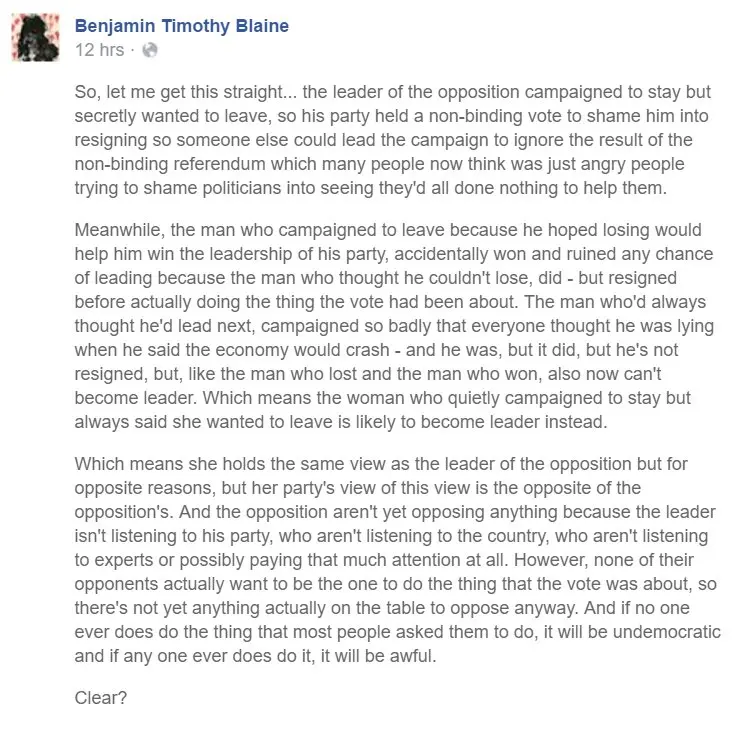 Benjamin Timothy Blaine
12 hrs ·
So, let me get this straight... the leader of the opposition campaigned to stay but
secretly wanted to leave, so his party held a non-binding vote to shame him into
resigning so someone else could lead the campaign to ignore the result of the
non-binding referendum which many people now think was just angry people
trying to shame politicians into seeing they'd all done nothing to help them.
Meanwhile, the man who campaigned to leave because he hoped losing would
help him win the leadership of his party, accidentally won and ruined any chance
of leading because the man who thought he couldn't lose, did - but resigned
before actually doing the thing the vote had been about. The man who'd always
thought he'd lead next, campaigned so badly that everyone thought he was lying
when he said the economy would crash - and he was, but it did, but he's not
resigned, but, like the man who lost and the man who won, also now can't
become leader. Which means the woman who quietly campaigned to stay but
always said she wanted to leave is likely to become leader instead.
Which means she holds the same view as the leader of the opposition but for
opposite reasons, but her party's view of this view is the opposite of the
opposition's. And the opposition aren't yet opposing anything because the leader
isn't listening to his party, who aren't listening to the country, who aren't listening
to experts or possibly paying that much attention at all. However, none of their
opponents actually want to be the one to do the thing that the vote was about, so
there's not yet anything actually on the table to oppose anyway. And if no one
ever does do the thing that most people asked them to do, it will be undemocratic
and if any one ever does do it, it will be awful.
Clear?